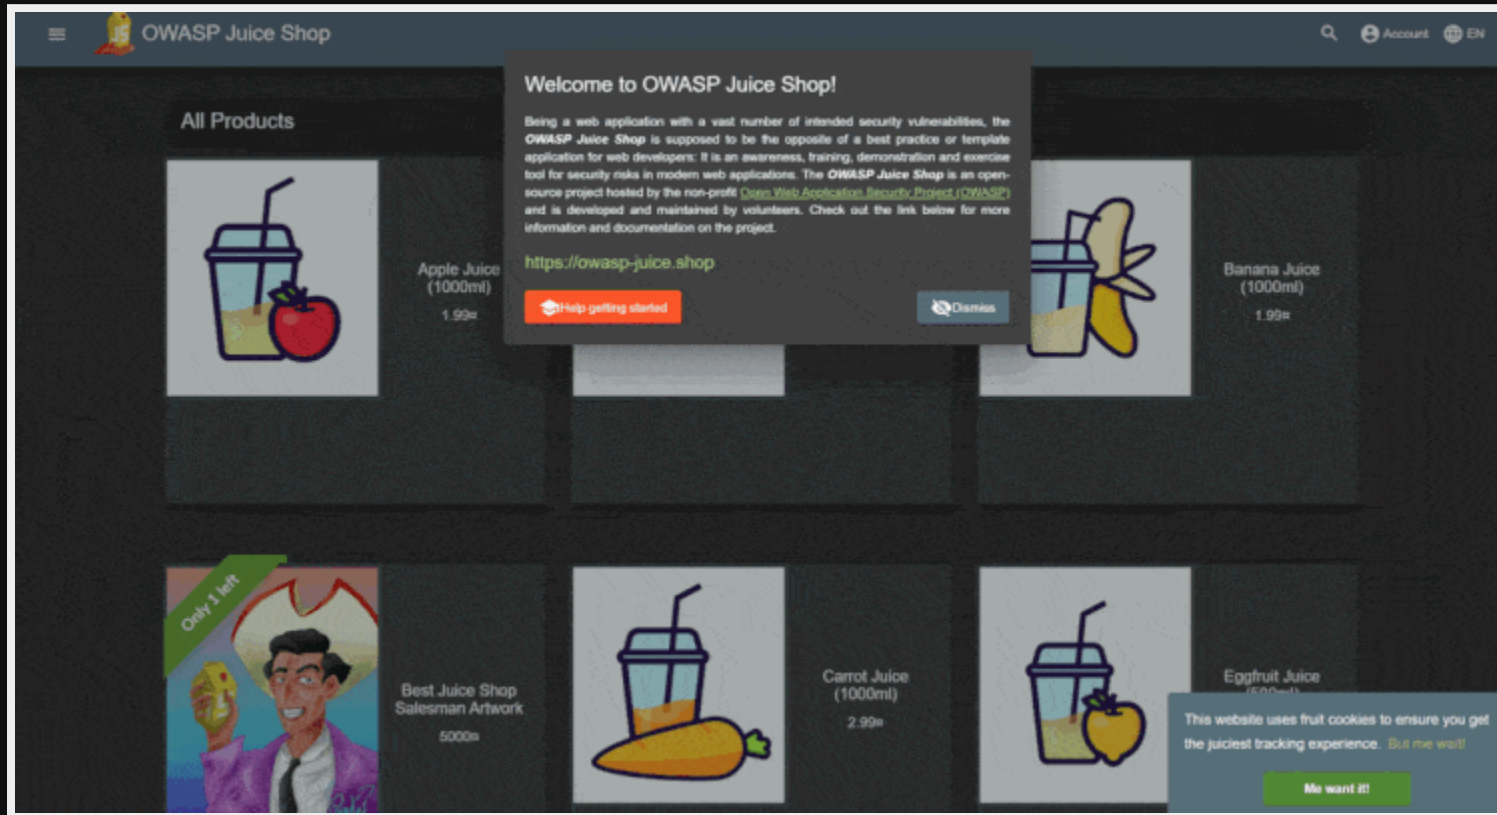 OWASP Juice Shop
Account
EN
Welcome to OWASP Juice Shop!
Being a web application with a vast number of intended security vulnerabilities, the
OWASP Juice Shop is supposed to be the opposite of a best practice or template
application for web developers: It is an awareness, training, demonstration and exercise
tool for security risks in modern web applications. The OWASP Juice Shop is an open-
source project hosted by the non-profit Open Web Application Security Project (OWASP)
and is developed and maintained by volunteers. Check out the link below for more
information and documentation on the project.
https://owasp-juice.shop
Help getting started
Dismiss
All Products
Apple Juice
(1000ml)
1.99¤
Banana Juice
(1000ml)
1.99¤
Only 1 left
Best Juice Shop
Salesman Artwork
5000¤
Carrot Juice
(1000ml)
2.99¤
Eggfruit Juice
(500ml)
This website uses fruit cookies to ensure you get
the juiciest tracking experience. But me wait!
Me want it!